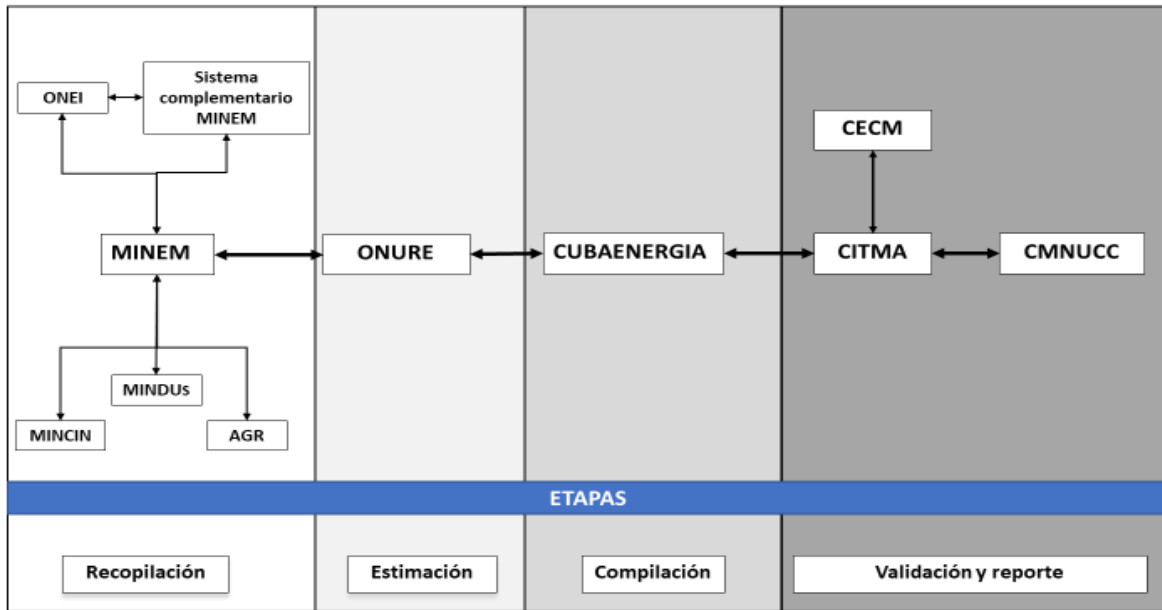 Sistema
complementario
MINEM
ONEI
CECM
MINEM
ONURE
CUBAENERGIA
CITMA
CMNUCC
MINDUs
MINCIN
AGR
ETAPAS
Recopilación
Estimación
Compilación
Validación y reporte